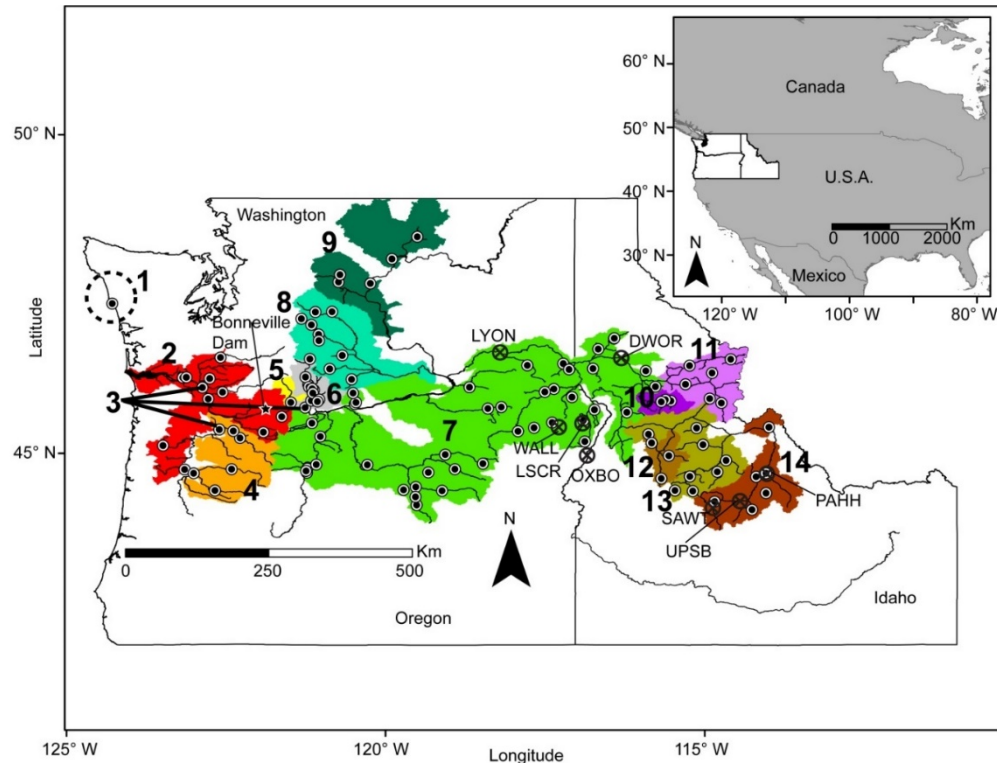 60° N
Canada
50° N
50° N
U.S.A.
40° N
Km
0 1000 2000
30° N
N
Mexico
120° W 100° W 80° W
Washington
9
1
8
Bonneville
Dam
LYON
DWOR
11
2
5
6
3
10
7
WALL
LSCR
OXBO
12
14
4
13
SAWT
PAHH
UPSB
N
Km
0 250 500
Oregon
Idaho
45° N
Latitude
125° W 120° W 115° W
Longitude